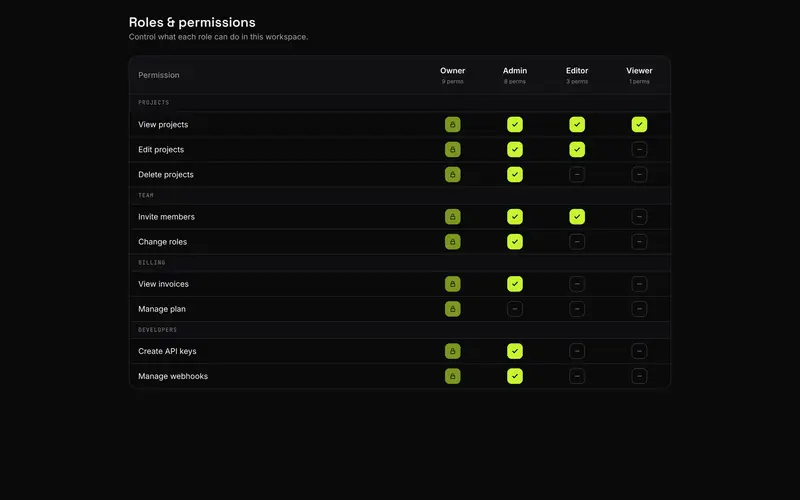 Roles & permissions
Control what each role can do in this workspace.
Permission Owner Admin Editor Viewer
9 perms 8 perms 3 perms 1 perms
PROJECTS
View projects
Edit projects
Delete projects
TEAM
Invite members
Change roles
BILLING
View invoices
Manage plan
DEVELOPERS
Create API keys
Manage webhooks